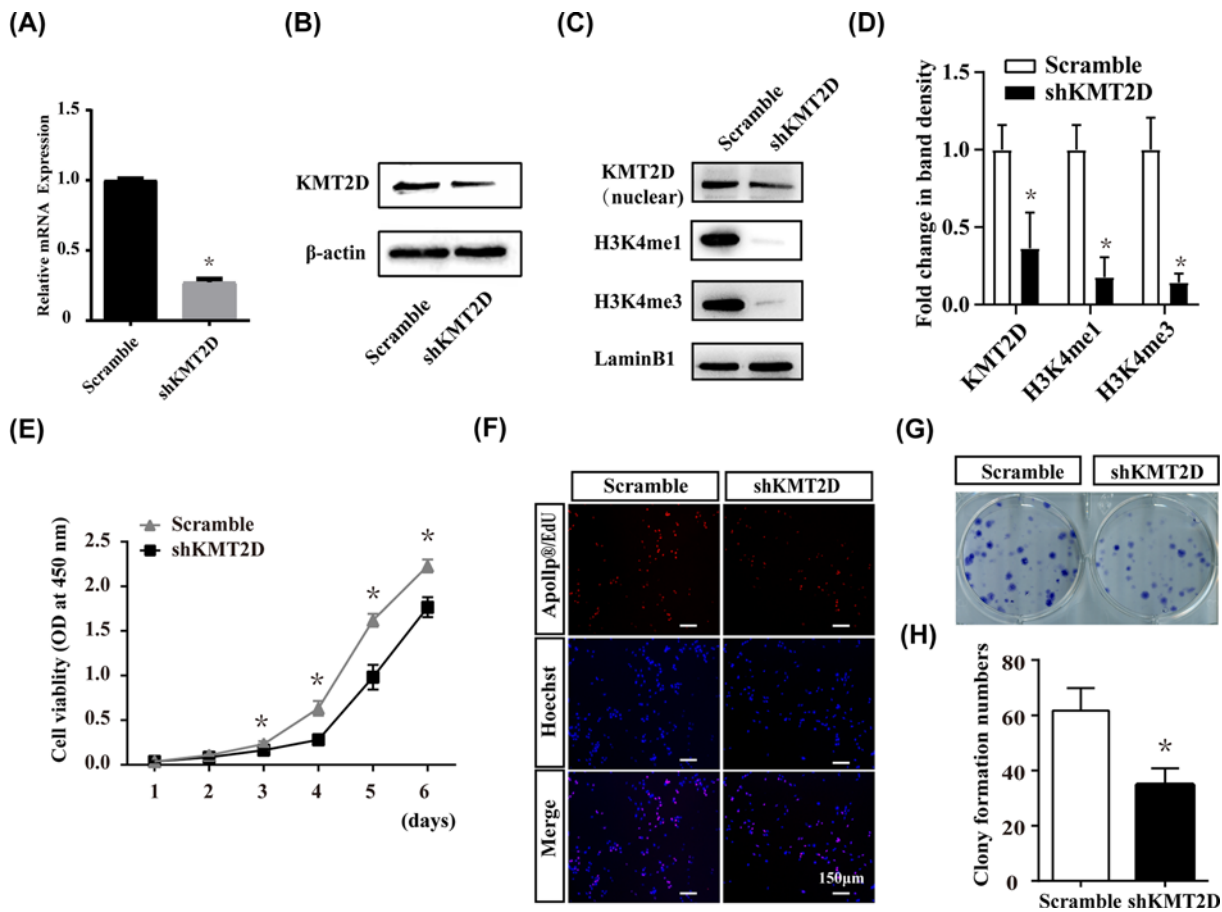 (A)
Relative mRNA Expression
1.5
1.0
0.5
0
*
Scramble
shKMT2D
(B)
KMT2D
β-actin
Scramble
shKMT2D
(C)
Scramble
shKMT2D
KMT2D
(nuclear)
H3K4me1
H3K4me3
LaminB1
(D)
Scramble
shKMT2D
Fold change in band density
1.5
1.0
0.5
0.0
*
*
*
KMT2D
H3K4me1
H3K4me3
(E)
Scramble
shKMT2D
Cell viablity (OD at 450 nm)
2.5
2.0
1.5
1.0
0.5
0.0
*
*
*
*
1 2 3 4 5 6
(days)
(F)
Scramble shKMT2D
Apollp®/EdU
Hoechst
Merge
150μm
(G)
Scramble shKMT2D
(H)
Clony formation numbers
80
60
40
20
0
*
Scramble shKMT2D